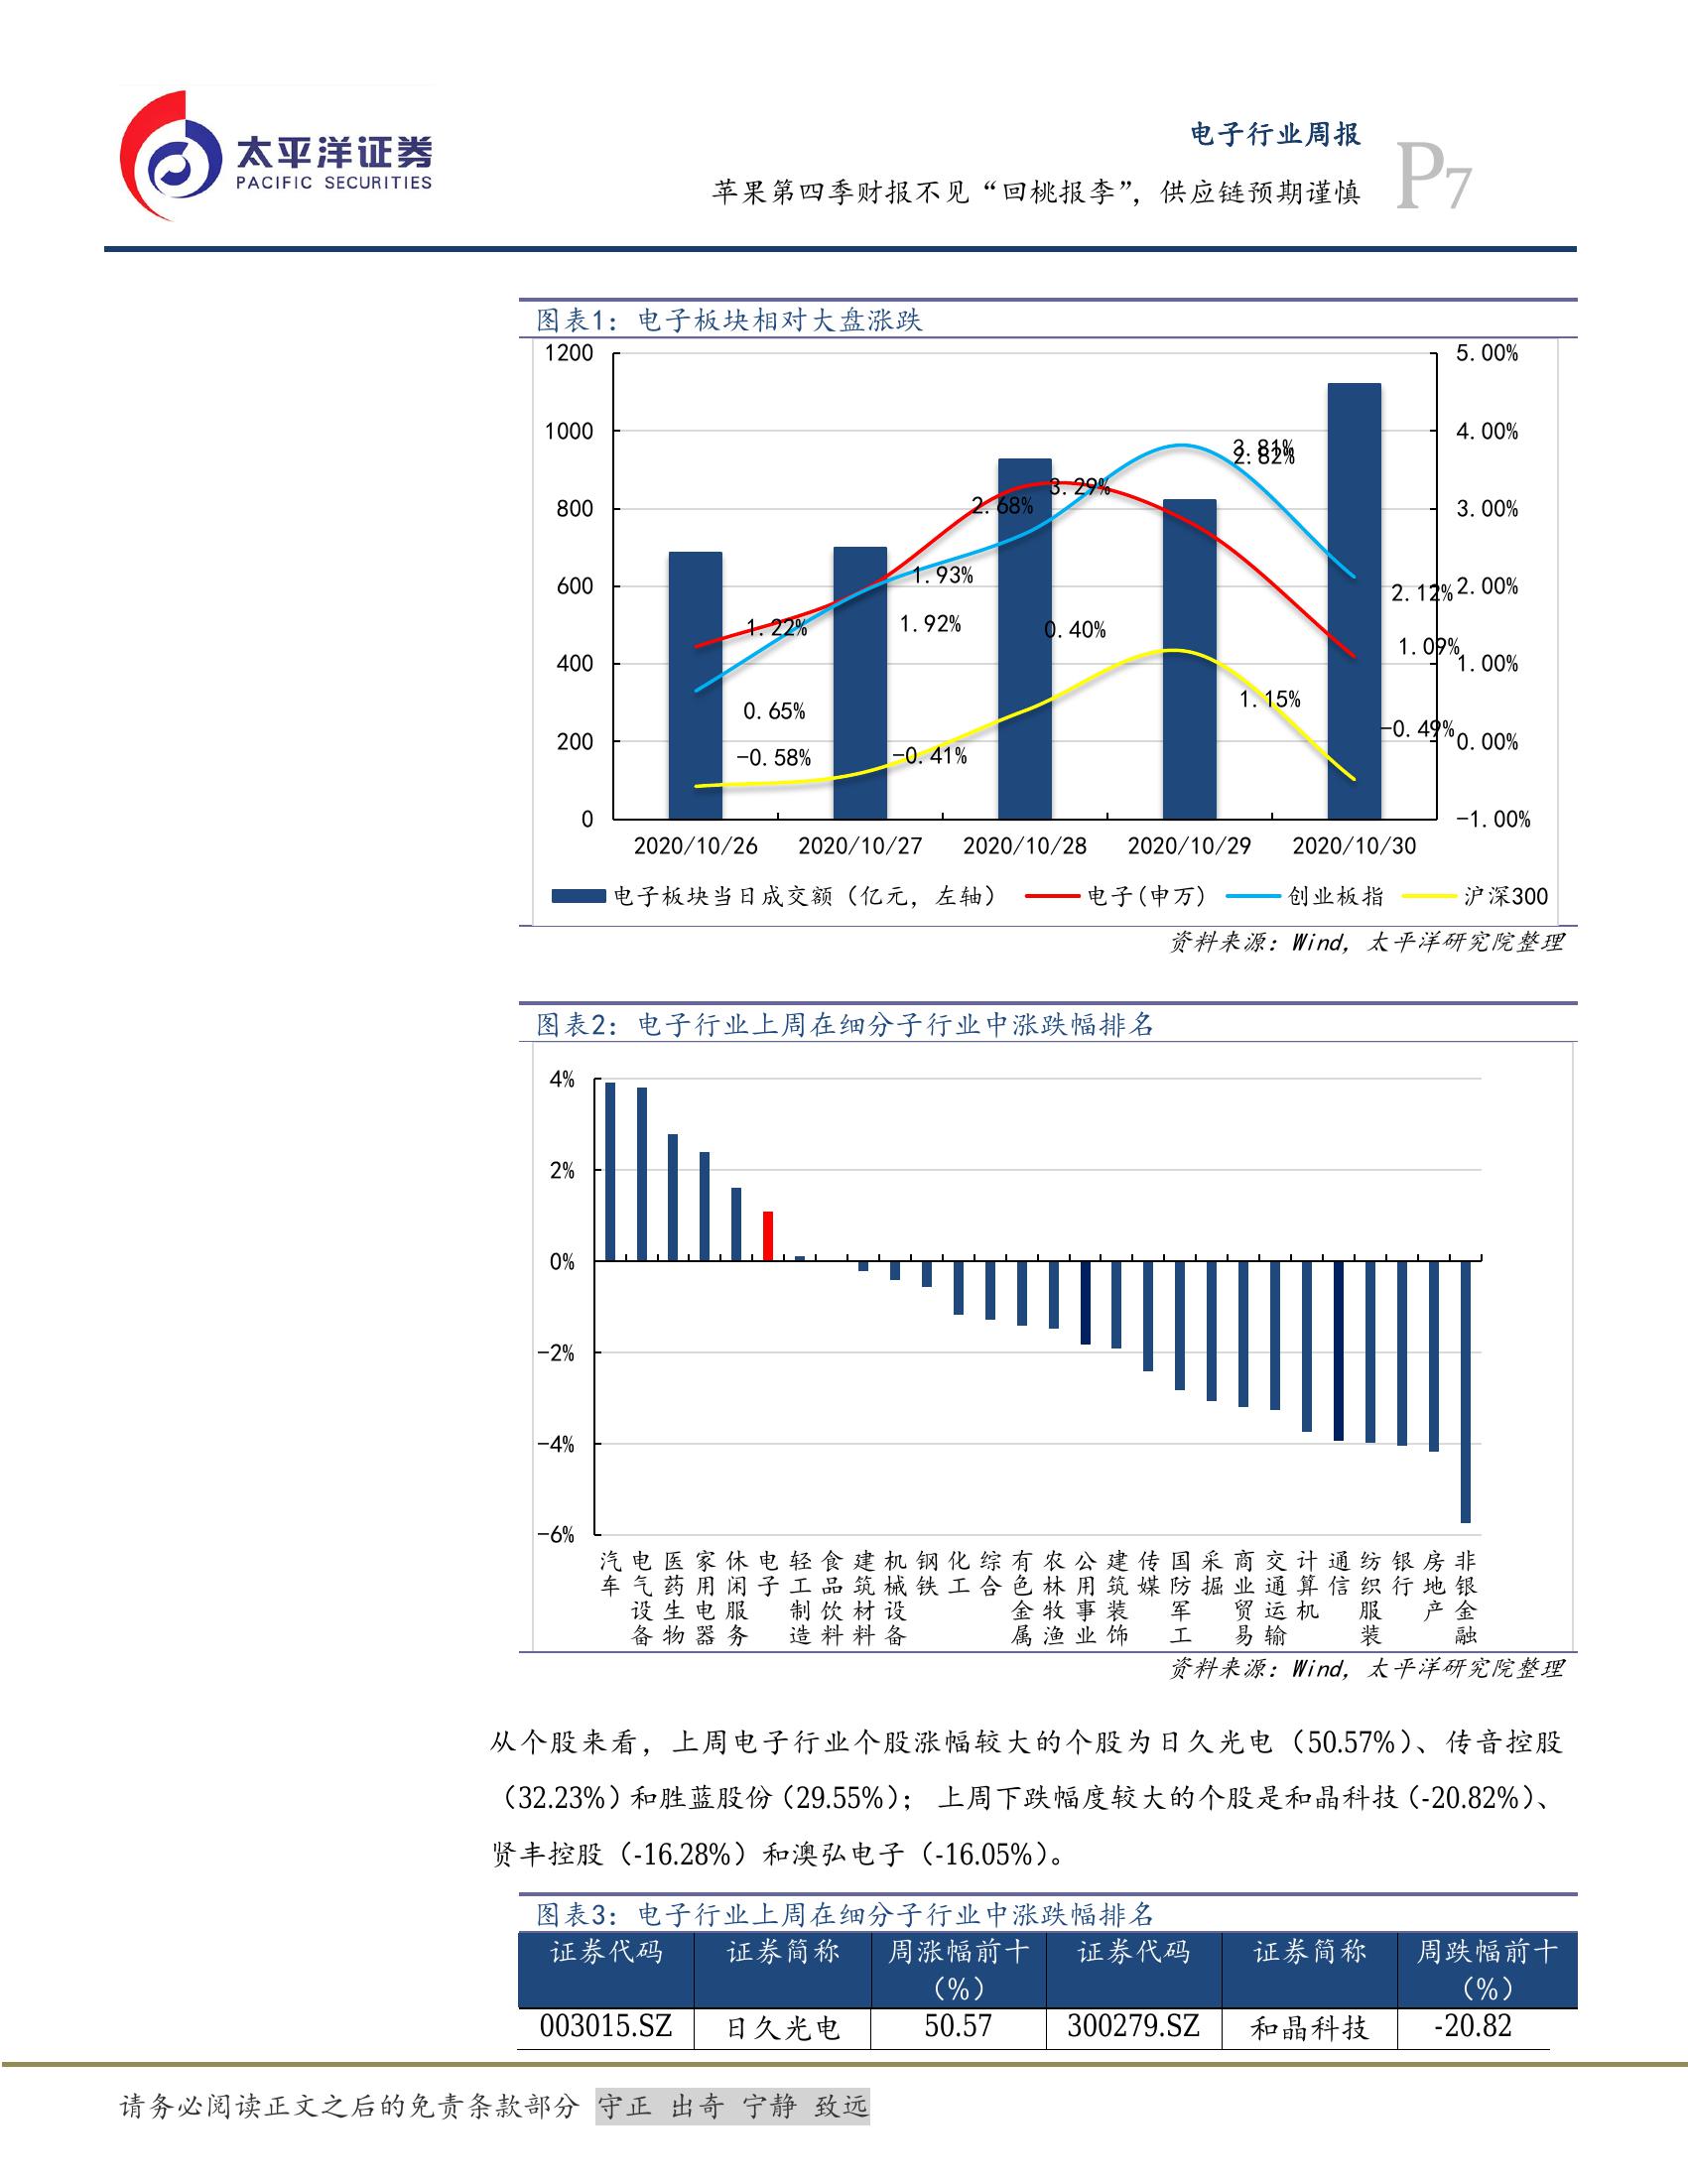 太平洋证券
PACIFIC SECURITIES
电子行业周报
苹果第四季财报不见“回桃报李”，供应链预期谨慎
P7
图表1：电子板块相对大盘涨跌
1200
1000
800
600
400
200
0
5.00%
4.00%
3.00%
2.00%
1.00%
0.00%
-1.00%
3.81%
2.82%
3.29%
2.68%
1.93%
2.12%
1.22%
1.92%
0.40%
1.09%
0.65%
1.15%
-0.49%
-0.58%
-0.41%
2020/10/26 2020/10/27 2020/10/28 2020/10/29 2020/10/30
电子板块当日成交额（亿元，左轴） 电子(申万) 创业板指 沪深300
资料来源：Wind，太平洋研究院整理
图表2：电子行业上周在细分子行业中涨跌幅排名
4%
2%
0%
-2%
-4%
-6%
汽车 电气设备 医药生物 家用电器 休闲服务 电子 轻工制造 食品饮料 建筑材料 机械设备 钢铁 化工 综合 有色金属 农林牧渔 公用事业 建筑装饰 传媒 国防军工 采掘 商业贸易 交通运输 计算机 通信 纺织服装 银行 房地产 非银金融
资料来源：Wind，太平洋研究院整理
从个股来看，上周电子行业个股涨幅较大的个股为日久光电（50.57%）、传音控股
（32.23%）和胜蓝股份（29.55%）；上周下跌幅度较大的个股是和晶科技（-20.82%）、
贤丰控股（-16.28%）和澳弘电子（-16.05%）。
图表3：电子行业上周在细分子行业中涨跌幅排名
证券代码 证券简称 周涨幅前十（%） 证券代码 证券简称 周跌幅前十（%）
003015.SZ 日久光电 50.57 300279.SZ 和晶科技 -20.82
请务必阅读正文之后的免责条款部分 守正 出奇 宁静 致远